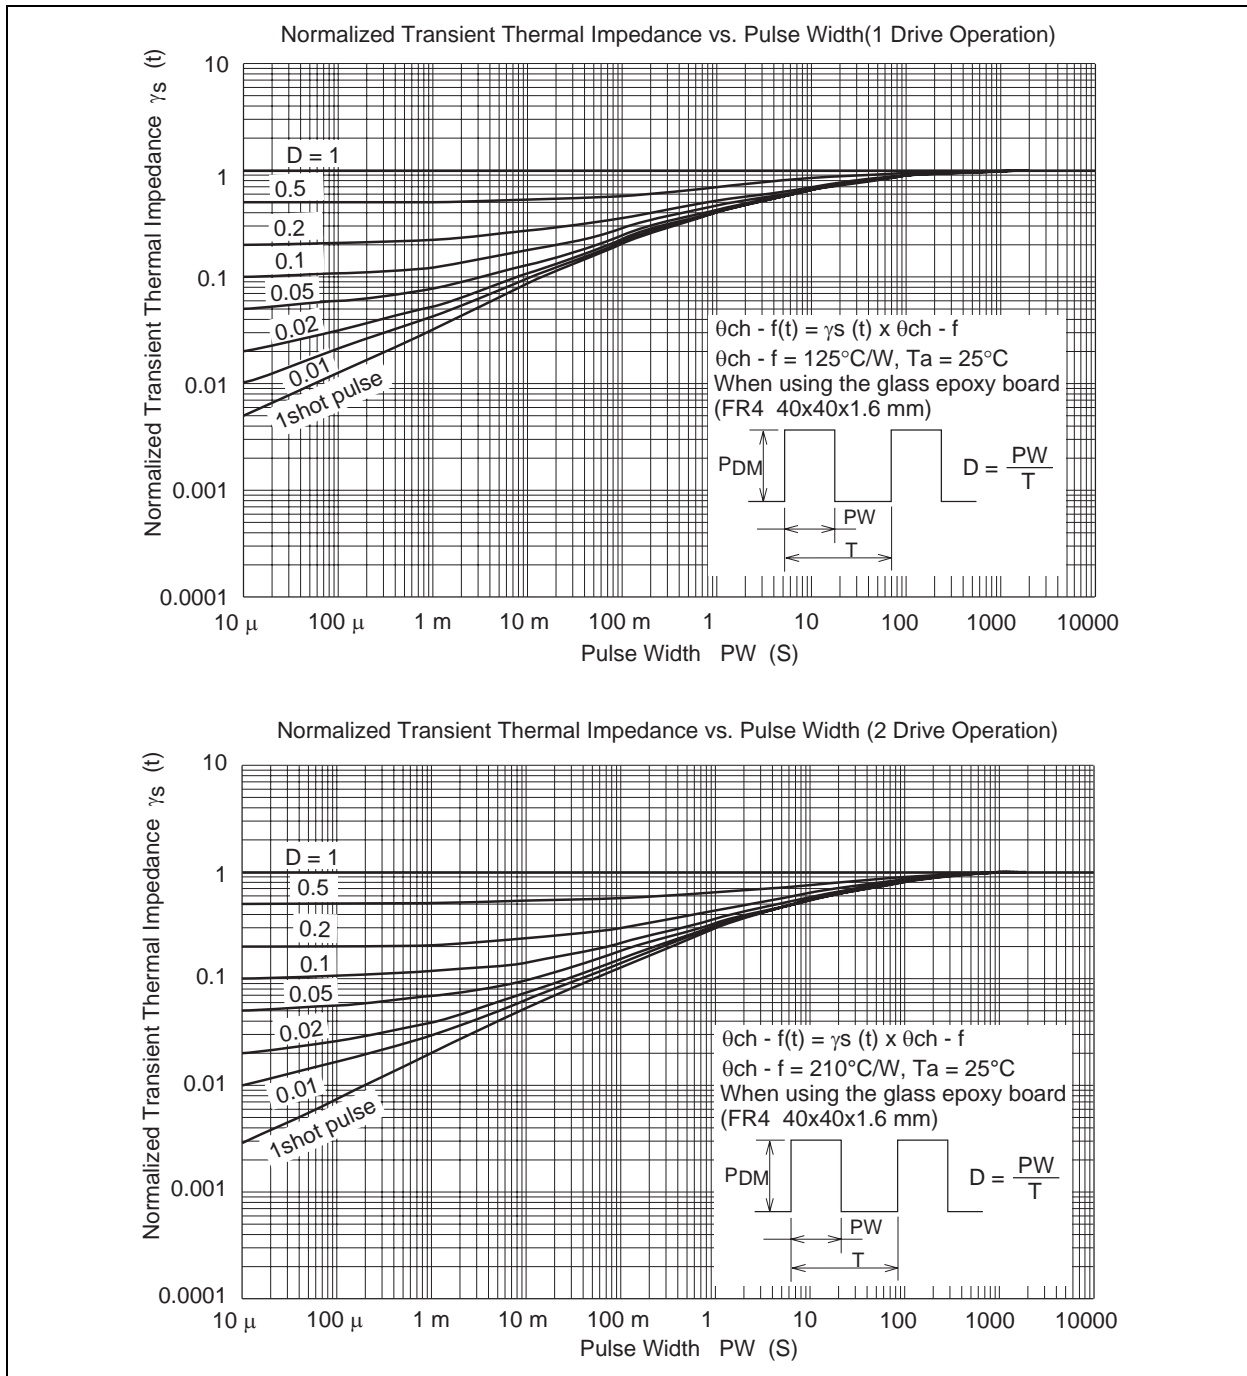 Normalized Transient Thermal Impedance vs. Pulse Width(1 Drive Operation)
Normalized Transient Thermal Impedance γs (t)
10
1
0.1
0.01
0.001
0.0001
D = 1
0.5
0.2
0.1
0.05
0.02
0.01
1shot pulse
θch - f(t) = γs (t) x θch - f
θch - f = 125°C/W, Ta = 25°C
When using the glass epoxy board
(FR4 40x40x1.6 mm)
PDM
D = PW
T
PW
T
10 μ 100 μ 1 m 10 m 100 m 1 10 100 1000 10000
Pulse Width PW (S)
Normalized Transient Thermal Impedance vs. Pulse Width (2 Drive Operation)
Normalized Transient Thermal Impedance γs (t)
10
1
0.1
0.01
0.001
0.0001
D = 1
0.5
0.2
0.1
0.05
0.02
0.01
1shot pulse
θch - f(t) = γs (t) x θch - f
θch - f = 210°C/W, Ta = 25°C
When using the glass epoxy board
(FR4 40x40x1.6 mm)
PDM
D = PW
T
PW
T
10 μ 100 μ 1 m 10 m 100 m 1 10 100 1000 10000
Pulse Width PW (S)